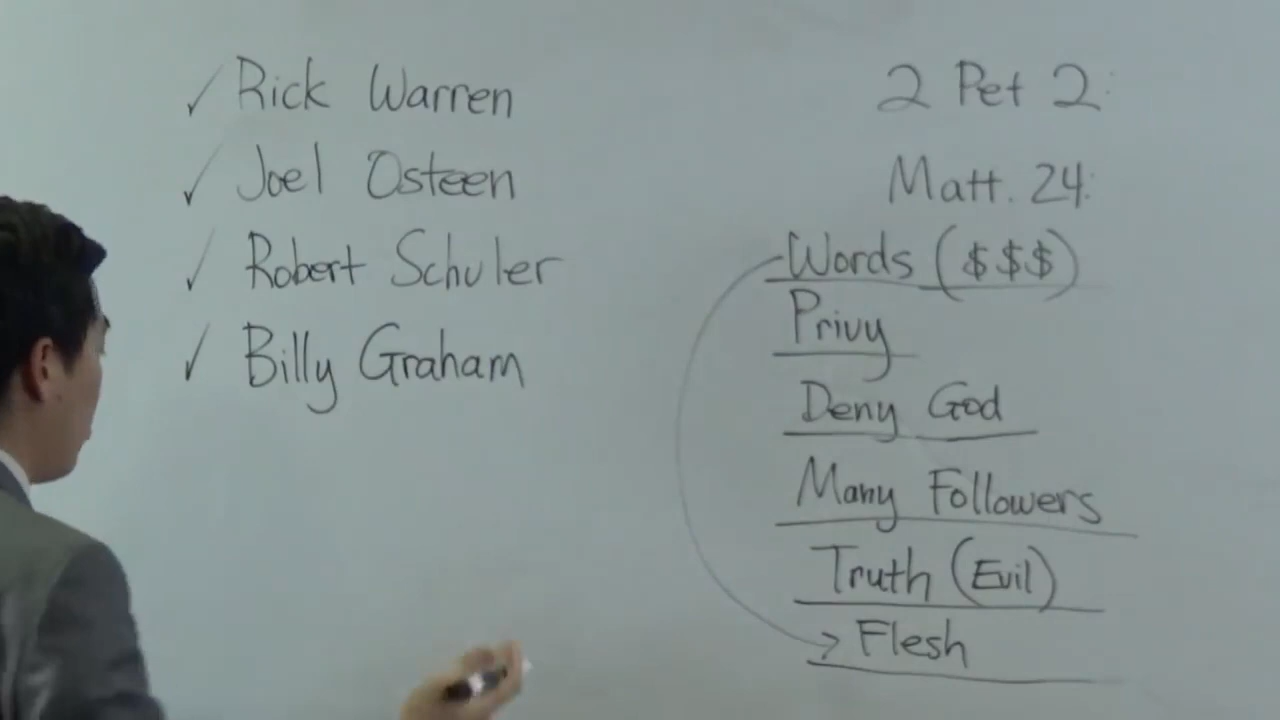 ✓ Rick Warren
✓ Joel Osteen
✓ Robert Schuler
✓ Billy Graham
2 Pet 2:
Matt. 24:
Words ($$$)
Privy
Deny God
Many Followers
Truth (Evil)
Flesh